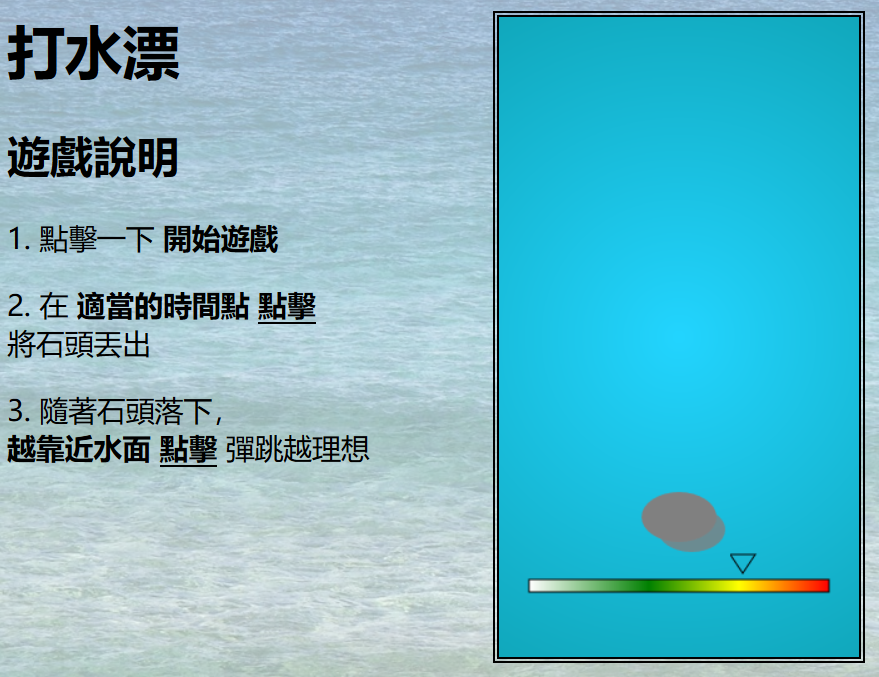 打水漂
遊戲說明
1. 點擊一下 開始遊戲
2. 在 適當的時間點 點擊
將石頭丟出
3. 隨著石頭落下,
越靠近水面 點擊 彈跳越理想